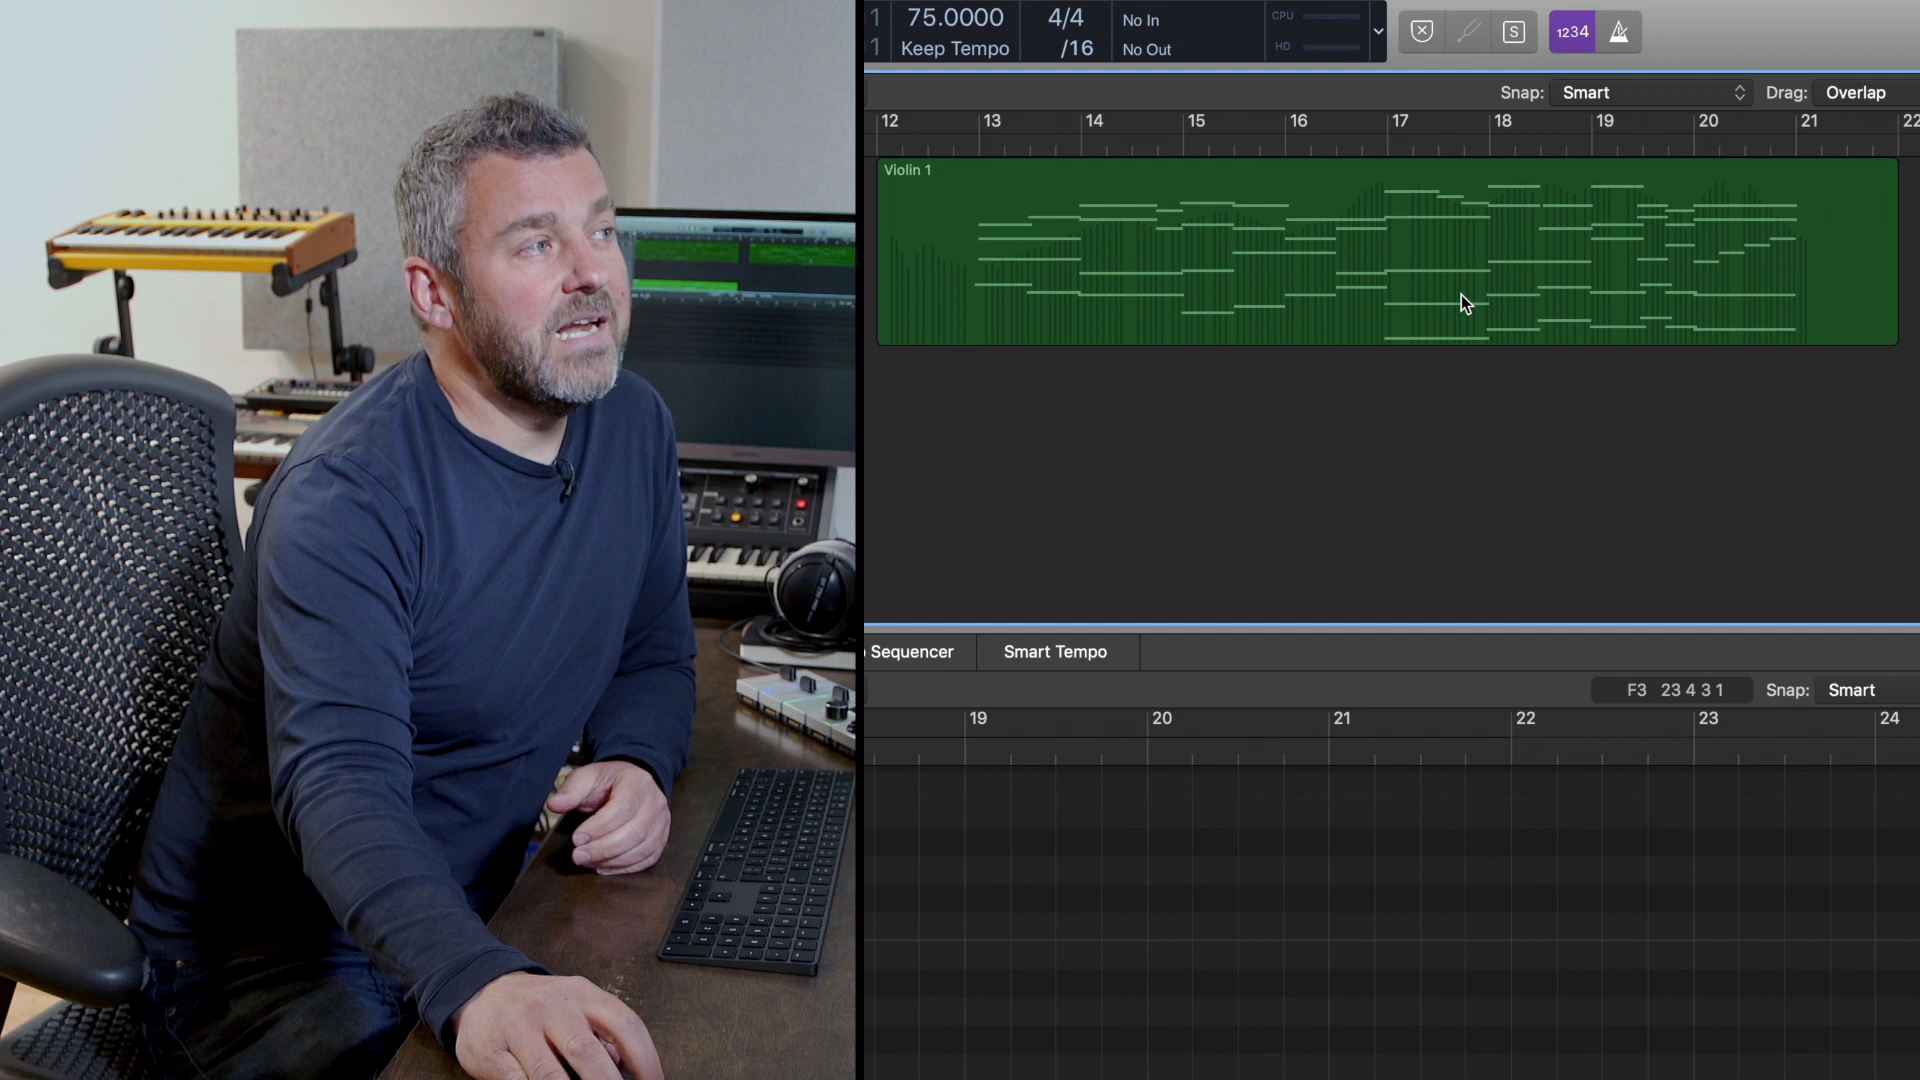 1 75.0000 4/4 No In CPU
1 Keep Tempo /16 No Out HD
S 1234
Snap: Smart Drag: Overlap
12 13 14 15 16 17 18 19 20 21 22
Violin 1
Sequencer Smart Tempo
F3 23 4 3 1 Snap: Smart
19 20 21 22 23 24